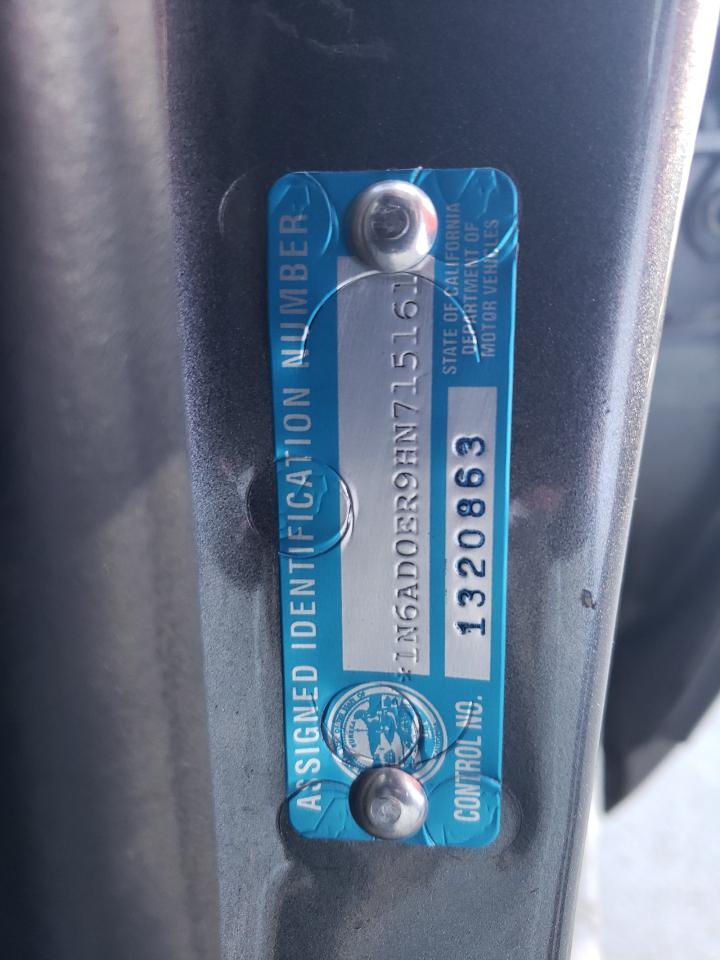 ASSIGNED IDENTIFICATION NUMBER
*1N6AD0ER9HN715161
STATE OF CALIFORNIA
DEPARTMENT OF
MOTOR VEHICLES
CONTROL NO.
1320863